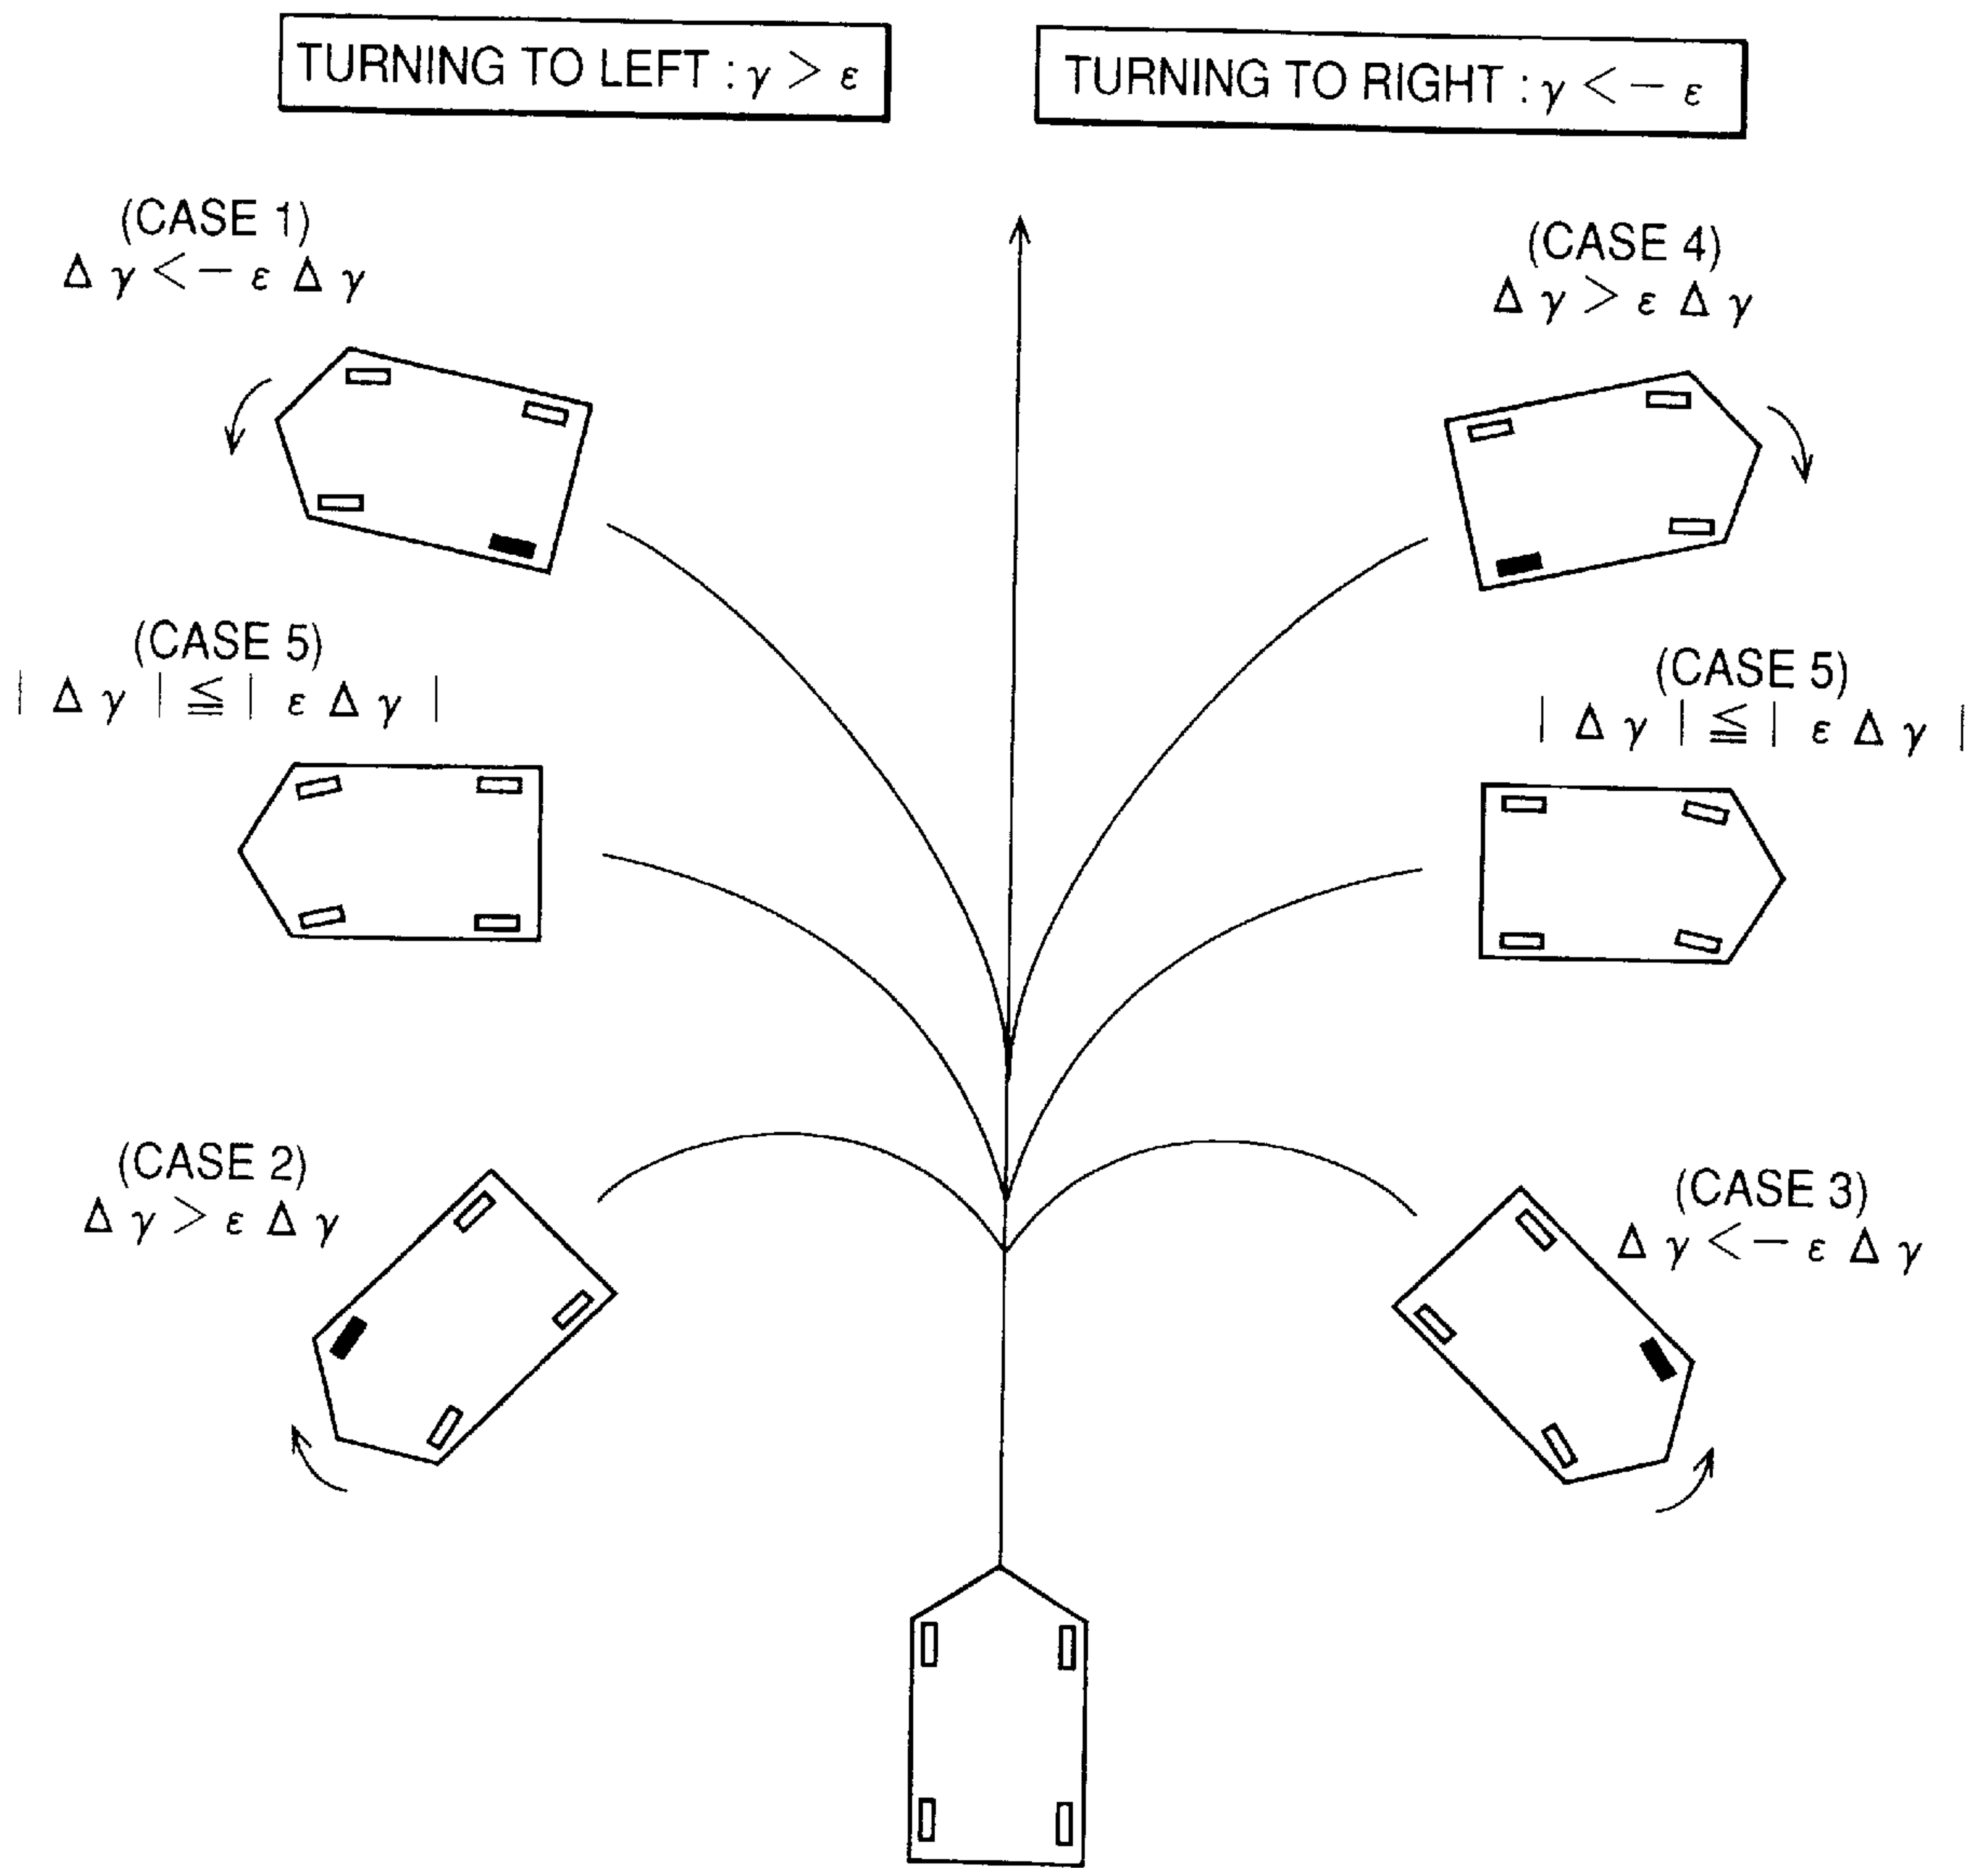 TURNING TO LEFT : γ > ε
TURNING TO RIGHT : γ < − ε
(CASE 1)
Δ γ < − ε Δ γ
(CASE 4)
Δ γ > ε Δ γ
(CASE 5)
| Δ γ | ≦ | ε Δ γ |
(CASE 5)
| Δ γ | ≦ | ε Δ γ |
(CASE 2)
Δ γ > ε Δ γ
(CASE 3)
Δ γ < − ε Δ γ